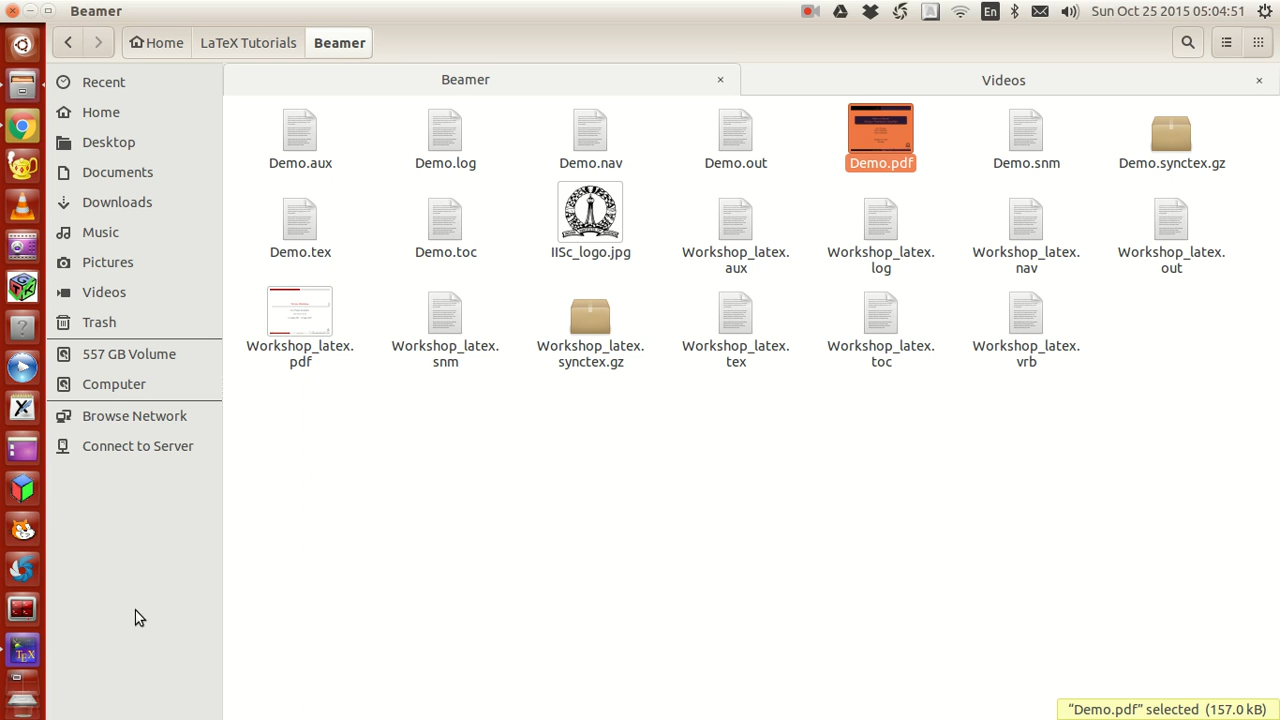 Beamer
En
Sun Oct 25 2015 05:04:51
Home
LaTeX Tutorials
Beamer
Recent
Home
Desktop
Documents
Downloads
Music
Pictures
Videos
Trash
557 GB Volume
Computer
Browse Network
Connect to Server
Beamer
Videos
Demo.aux
Demo.log
Demo.nav
Demo.out
Demo.pdf
Demo.snm
Demo.synctex.gz
Demo.tex
Demo.toc
IISc_logo.jpg
Workshop_latex.
aux
Workshop_latex.
log
Workshop_latex.
nav
Workshop_latex.
out
Workshop_latex.
pdf
Workshop_latex.
snm
Workshop_latex.
synctex.gz
Workshop_latex.
tex
Workshop_latex.
toc
Workshop_latex.
vrb
TEX
“Demo.pdf” selected (157.0 kB)